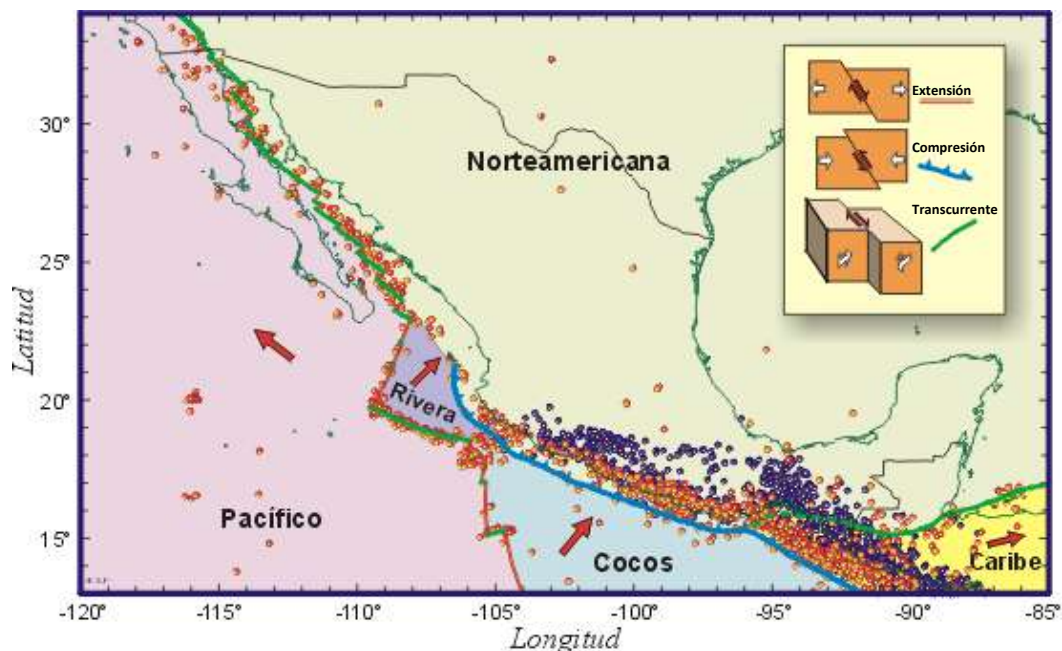 Extensión
Compresión
Transcurrente
Norteamericana
Rivera
Pacífico
Cocos
Caribe
Latitud
30°
25°
20°
15°
-120°
-115°
-110°
-105°
-100°
-95°
-90°
-85°
Longitud